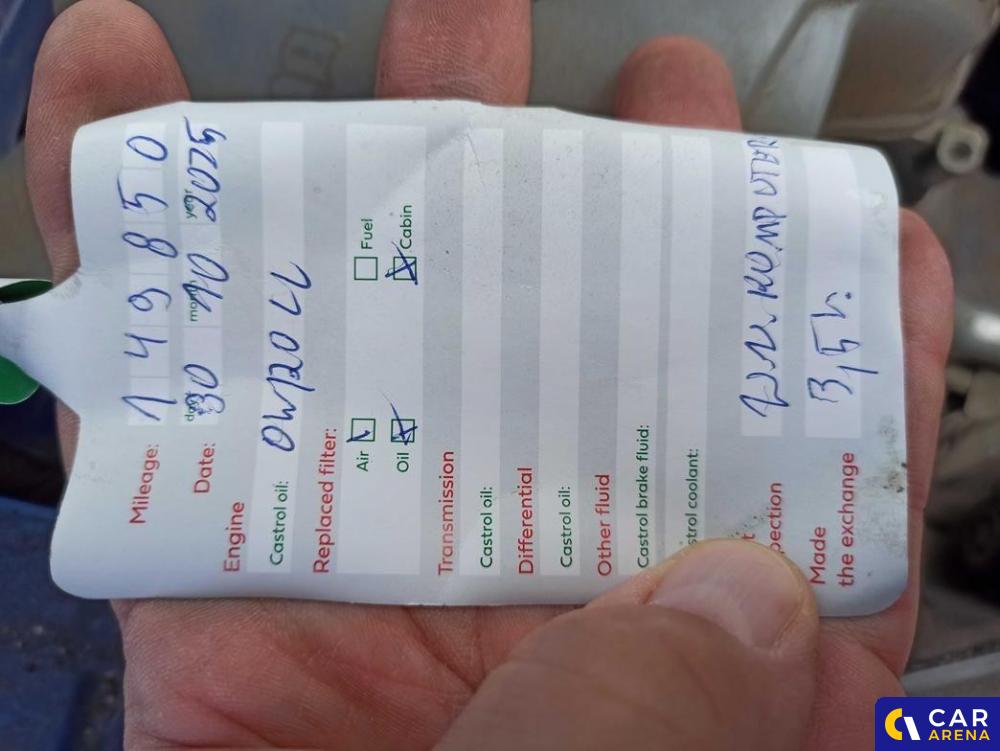 Mileage: 149850
Date: day 30 month 10 year 2025
Engine
Castrol oil: 0W20 LL
Replaced filter:
Air Fuel
Oil Cabin
Transmission
Castrol oil:
Differential
Castrol oil:
Other fluid
Castrol brake fluid:
strol coolant:
t
pection
Made
the exchange
CAR
ARENA